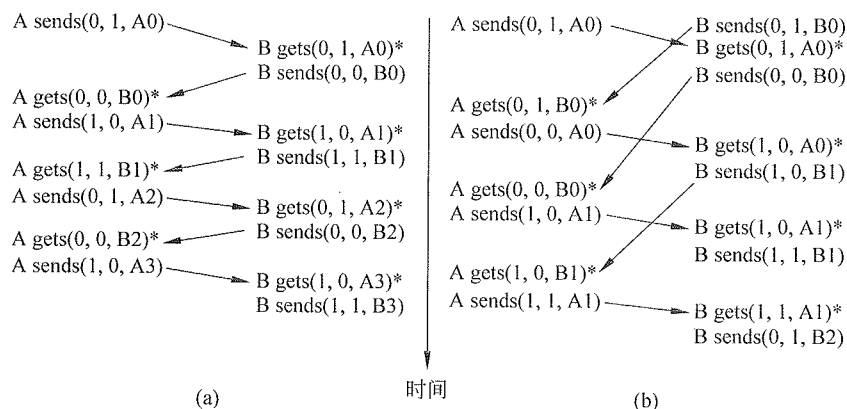 A sends(0, 1, A0)
B gets(0, 1, A0)*
B sends(0, 0, B0)
A gets(0, 0, B0)*
A sends(1, 0, A1)
B gets(1, 0, A1)*
B sends(1, 1, B1)
A gets(1, 1, B1)*
A sends(0, 1, A2)
B gets(0, 1, A2)*
B sends(0, 0, B2)
A gets(0, 0, B2)*
A sends(1, 0, A3)
B gets(1, 0, A3)*
B sends(1, 1, B3)
(a)
时间
A sends(0, 1, A0)
B sends(0, 1, B0)
B gets(0, 1, A0)*
B sends(0, 0, B0)
A gets(0, 1, B0)*
A sends(0, 0, A0)
B gets(1, 0, A0)*
B sends(1, 0, B1)
A gets(0, 0, B0)*
A sends(1, 0, A1)
B gets(1, 0, A1)*
B sends(1, 1, B1)
A gets(1, 0, B1)*
A sends(1, 1, A1)
B gets(1, 1, A1)*
B sends(0, 1, B2)
(b)